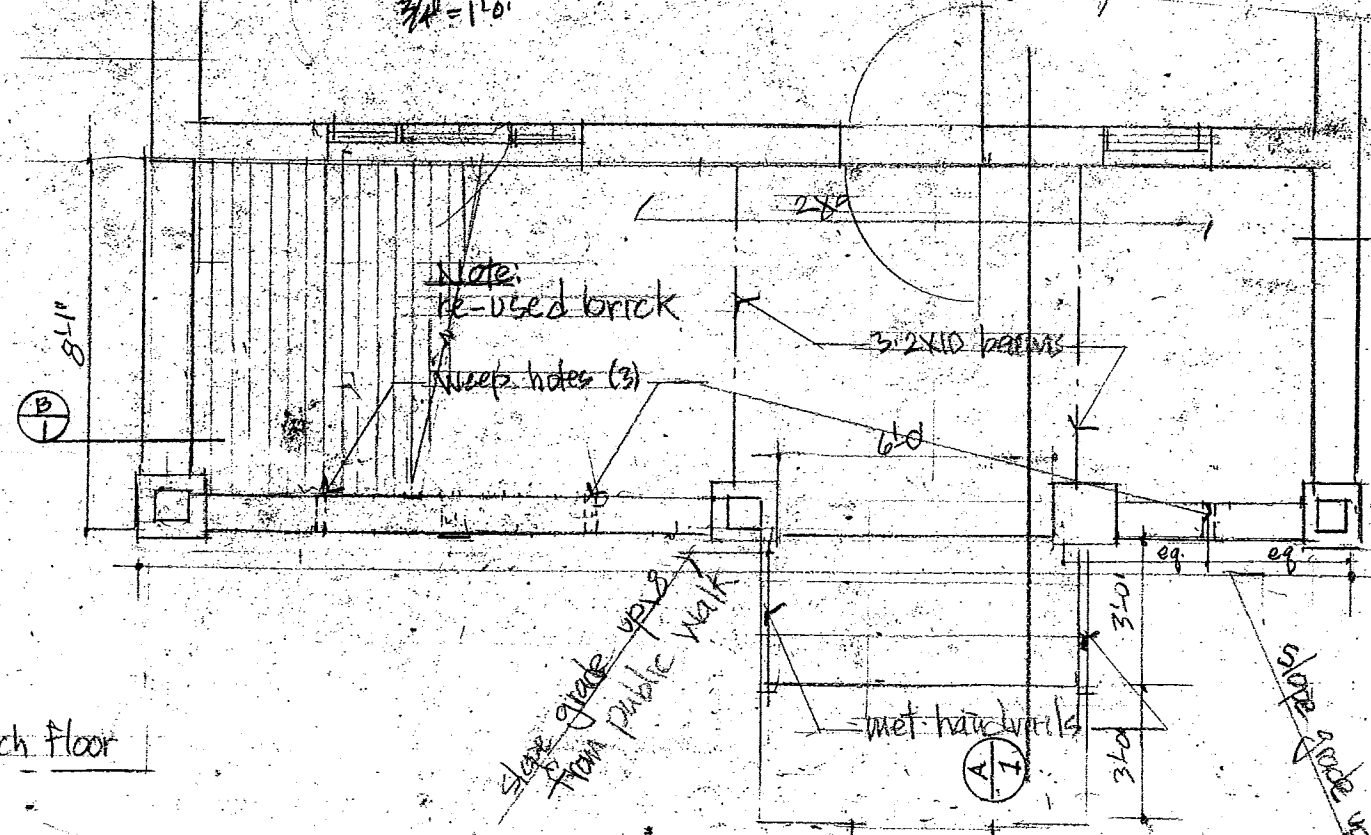 3/4" = 1'-0"
2X8
Note:
re-used brick
3-2X10 beams
8'-1"
weep holes (3)
B
1
6'-0"
eq.
eq
3'-0"
slope grade up 1:8
from public walk
slope grade
met. handrails
ch Floor
A
1
3'-0"